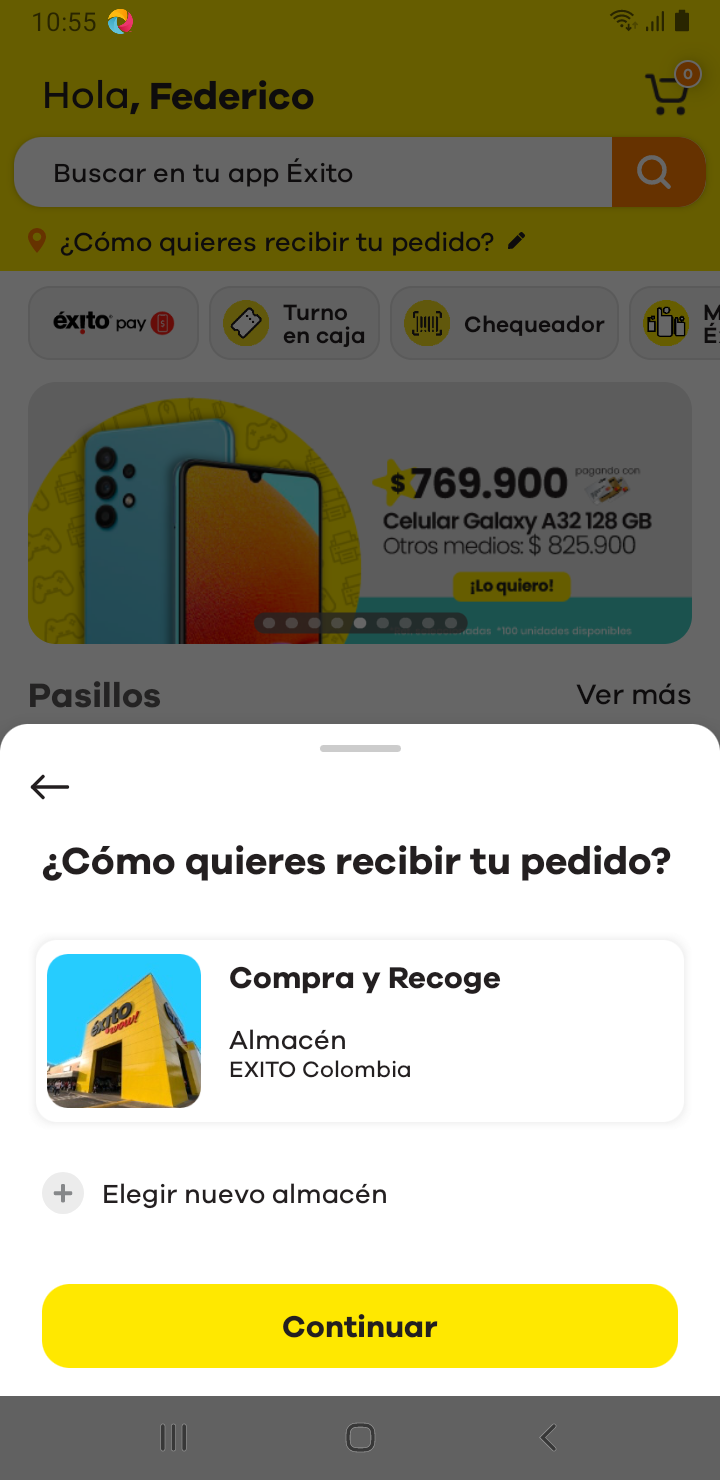 10:55
Hola, Federico
0
Buscar en tu app Éxito
¿Cómo quieres recibir tu pedido?
éxito pay
Turno
en caja
Chequeador
$769.900
pagando con
Celular Galaxy A32 128 GB
Otros medios: $ 825.900
¡Lo quiero!
*100 unidades disponibles
Pasillos
Ver más
¿Cómo quieres recibir tu pedido?
éxito
wow!
Compra y Recoge
Almacén
EXITO Colombia
Elegir nuevo almacén
Continuar